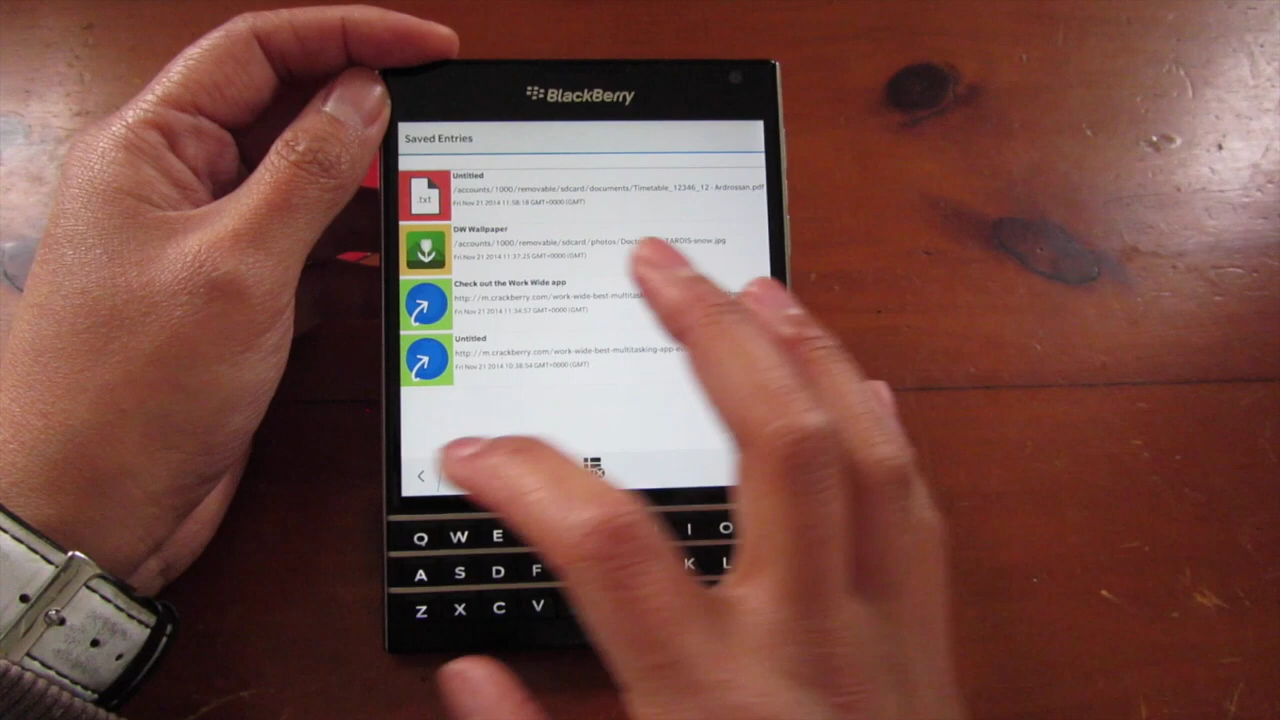 BlackBerry
Saved Entries
Untitled
/accounts/1000/removable/sdcard/documents/Timetable_12346_12 - Ardrossan.pdf
Fri Nov 21 2014 11:58:18 GMT+0000 (GMT)
.txt
DW Wallpaper
/accounts/1000/removable/sdcard/photos/Docto TARDIS-snow.jpg
Fri Nov 21 2014 11:37:25 GMT+0000 (GMT)
Check out the Work Wide app
http://m.crackberry.com/work-wide-best-multitask
Fri Nov 21 2014 11:34:57 GMT+0000 (GMT)
Untitled
http://m.crackberry.com/work-wide-best-multitasking-app-e
Fri Nov 21 2014 10:38:54 GMT+0000 (GMT)
Q W E I O
A S D F K L
Z X C V